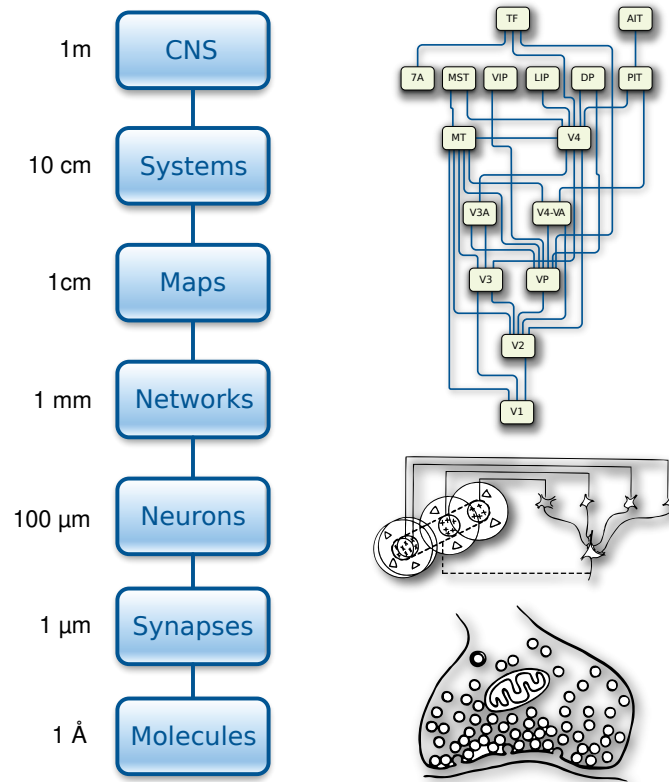 1m
CNS
10 cm
Systems
1cm
Maps
1 mm
Networks
100 µm
Neurons
1 µm
Synapses
1 Å
Molecules
TF AIT
7A MST VIP LIP DP PIT
MT V4
V3A V4-VA
V3 VP
V2
V1